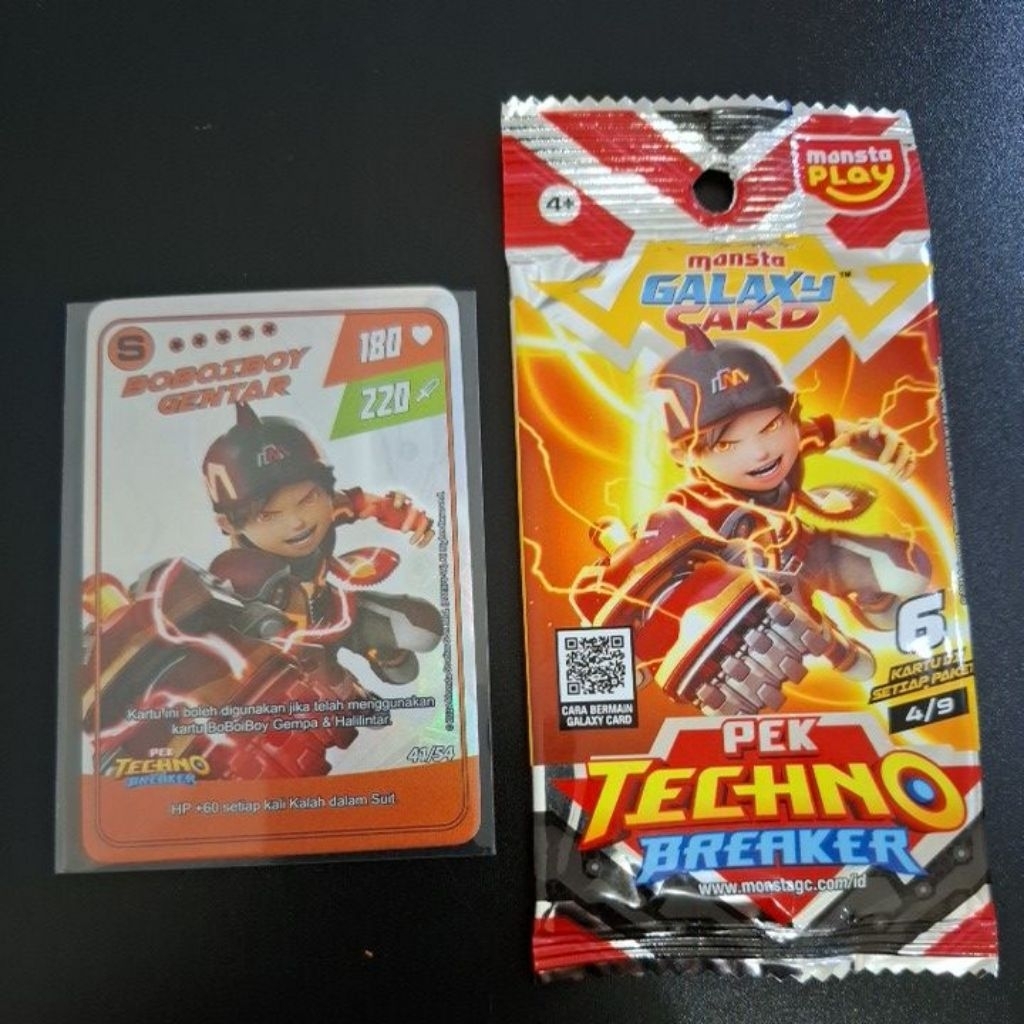 S
BOBOIBOY
GENTAR
180
220
Kartu ini boleh digunakan jika telah menggunakan
kartu BoBoiBoy Gempa & Halilintar.
41/54
PEK
TECHNO
BREAKER
HP +60 setiap kali Kalah dalam Suit
4+
monsta
PLAY
monsta
GALAXY™
CARD
M
6
KARTU DI
SETIAP PAKET
4/9
CARA BERMAIN
GALAXY CARD
PEK
TECHNO
BREAKER
www.monstagc.com/id